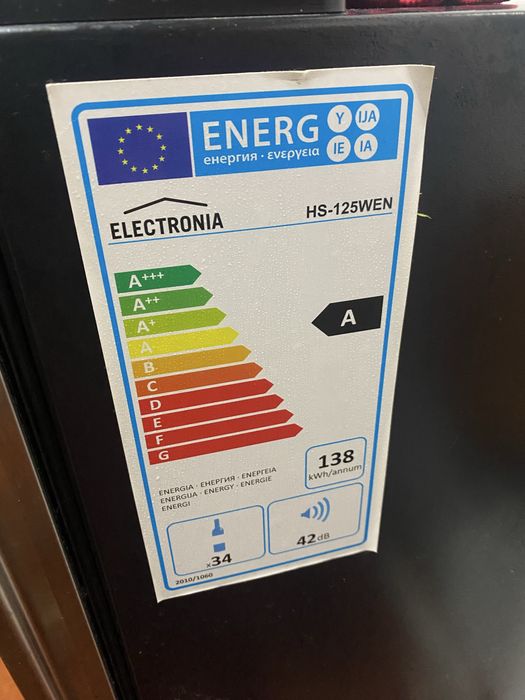 ENERG Y IJA
енергия · ενεργεια IE IA
ELECTRONIA
HS-125WEN
A+++
A++
A+
A
B
C
D
E
F
G
A
ENERGIA · ЕНЕРГИЯ · ΕΝΕΡΓΕΙΑ
ENERGIJA · ENERGY · ENERGIE
ENERGI
138
kWh/annum
x34
42dB
2010/1060